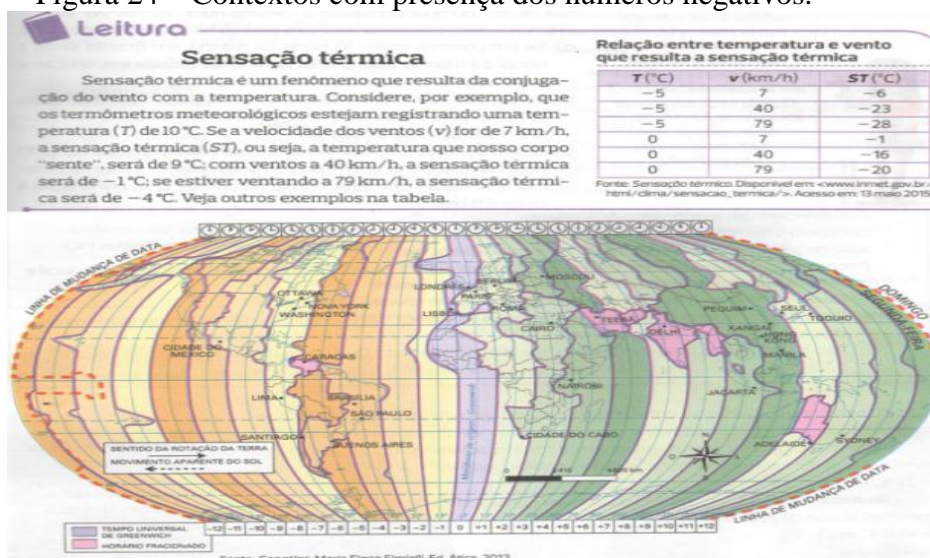 Figura 24 – Contextos com presença dos números negativos.
Leitura
Sensação térmica
Sensação térmica é um fenômeno que resulta da conjuga-
ção do vento com a temperatura. Considere, por exemplo, que
os termômetros meteorológicos estejam registrando uma tem-
peratura (T) de 10 °C. Se a velocidade dos ventos (v) for de 7 km/h,
a sensação térmica (ST), ou seja, a temperatura que nosso corpo
"sente", será de 9 °C; com ventos a 40 km/h, a sensação térmica
será de −1 °C; se estiver ventando a 79 km/h, a sensação térmi-
ca será de −4 °C. Veja outros exemplos na tabela.
Relação entre temperatura e vento
que resulta a sensação térmica
T (°C) v (km/h) ST (°C)
−5 7 −6
−5 40 −23
−5 79 −28
0 7 −1
0 40 −16
0 79 −20
Fonte: Sensação térmica. Disponível em: <www.inmet.gov.br/
html/clima/sensacao_termica/>. Acesso em: 13 maio 2015
LINHA DE MUDANÇA DE DATA
DOMINGO
SEGUNDA-FEIRA
MOSCOU
LONDRES
BERLIM
PARIS
OTTAWA
NOVA YORK
WASHINGTON
LISBOA
ROMA
PEQUIM
SEUL
TÓQUIO
TEERÃ
CAIRO
DELHI
KANGAI
HONG
KONG
CIDADE DO
MÉXICO
CARACAS
MANILA
NAIROBI
JACARTA
LIMA
BRASÍLIA
SÃO PAULO
SANTIAGO
BUENOS AIRES
CIDADE DO CABO
ADELAIDE
SYDNEY
N
O L
S
SENTIDO DA ROTAÇÃO DA TERRA
MOVIMENTO APARENTE DO SOL
LINHA DE MUDANÇA DE DATA
TEMPO UNIVERSAL
DE GREENWICH
HORÁRIO FRACIONADO
−12 −11 −10 −9 −8 −7 −6 −5 −4 −3 −2 −1 0 +1 +2 +3 +4 +5 +6 +7 +8 +9 +10 +11 +12